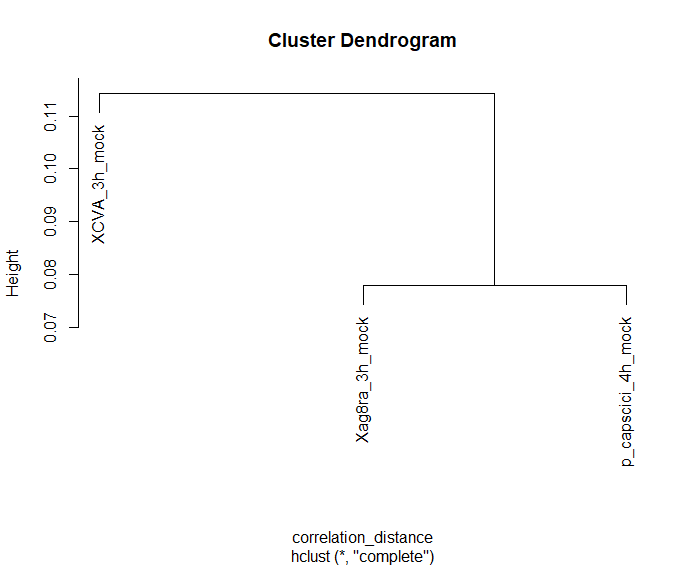 Cluster Dendrogram
Height
0.11
0.10
0.09
0.08
0.07
XCVA_3h_mock
Xag8ra_3h_mock
p_capscici_4h_mock
correlation_distance
hclust (*, "complete")